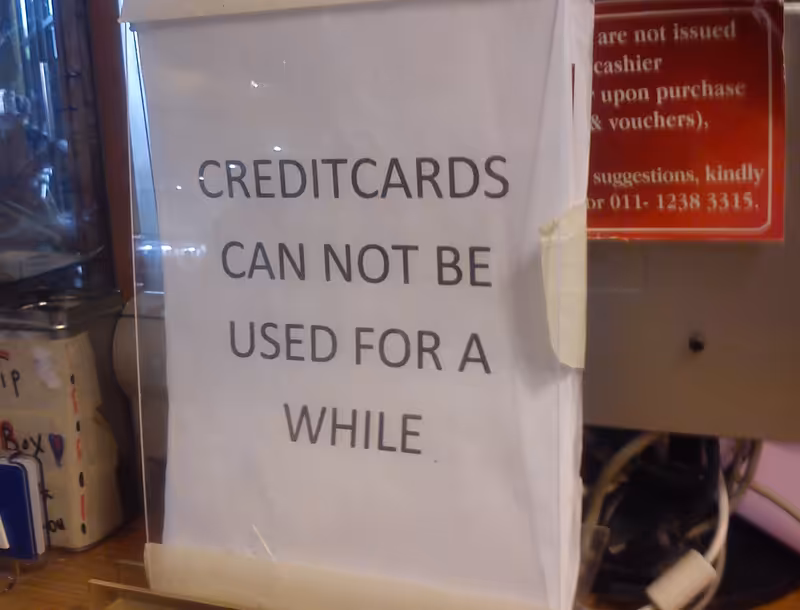 CREDITCARDS
CAN NOT BE
USED FOR A
WHILE
are not issued
cashier
upon purchase
& vouchers),
suggestions, kindly
or 011- 1238 3315.
Box